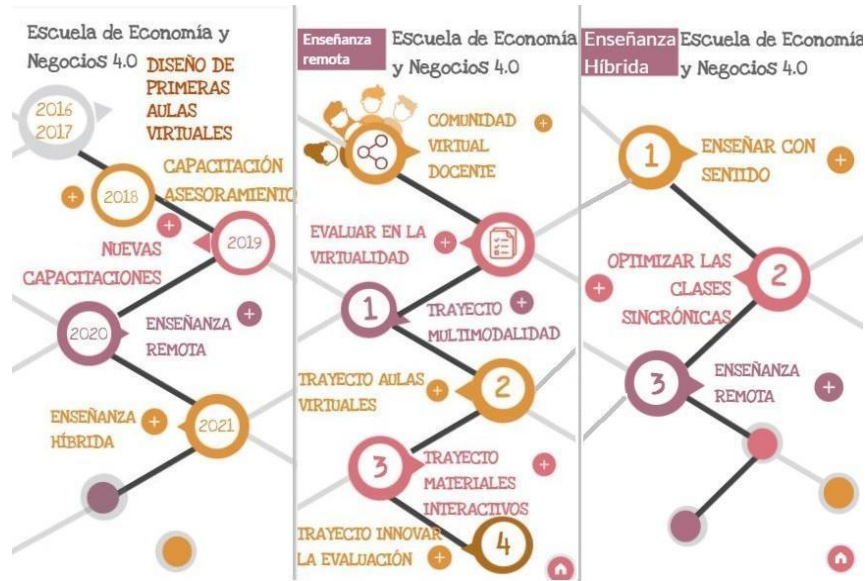 Escuela de Economía y
Negocios 4.0
DISEÑO DE
PRIMERAS
AULAS
VIRTUALES
2016
2017
CAPACITACIÓN
ASESORAMIENTO
2018
NUEVAS
CAPACITACIONES
2019
2020
ENSEÑANZA
REMOTA
ENSEÑANZA
HÍBRIDA
2021
Enseñanza
remota
Escuela de Economía
y Negocios 4.0
COMUNIDAD
VIRTUAL
DOCENTE
EVALUAR EN LA
VIRTUALIDAD
1
TRAYECTO
MULTIMODALIDAD
TRAYECTO AULAS
VIRTUALES
2
3
TRAYECTO
MATERIALES
INTERACTIVOS
TRAYECTO INNOVAR
LA EVALUACIÓN
4
Enseñanza
Híbrida
Escuela de Economía
y Negocios 4.0
1
ENSEÑAR CON
SENTIDO
OPTIMIZAR LAS
CLASES
SINCRÓNICAS
2
3
ENSEÑANZA
REMOTA